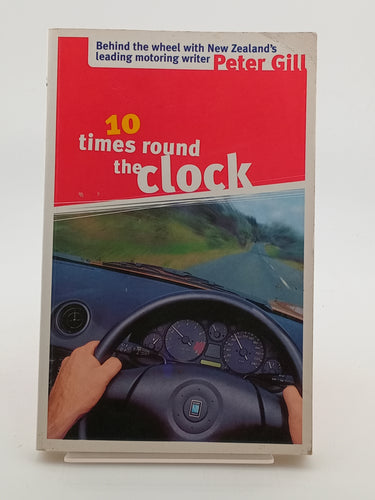 Behind the wheel with New Zealand's
leading motoring writer Peter Gill
10
times round
the clock